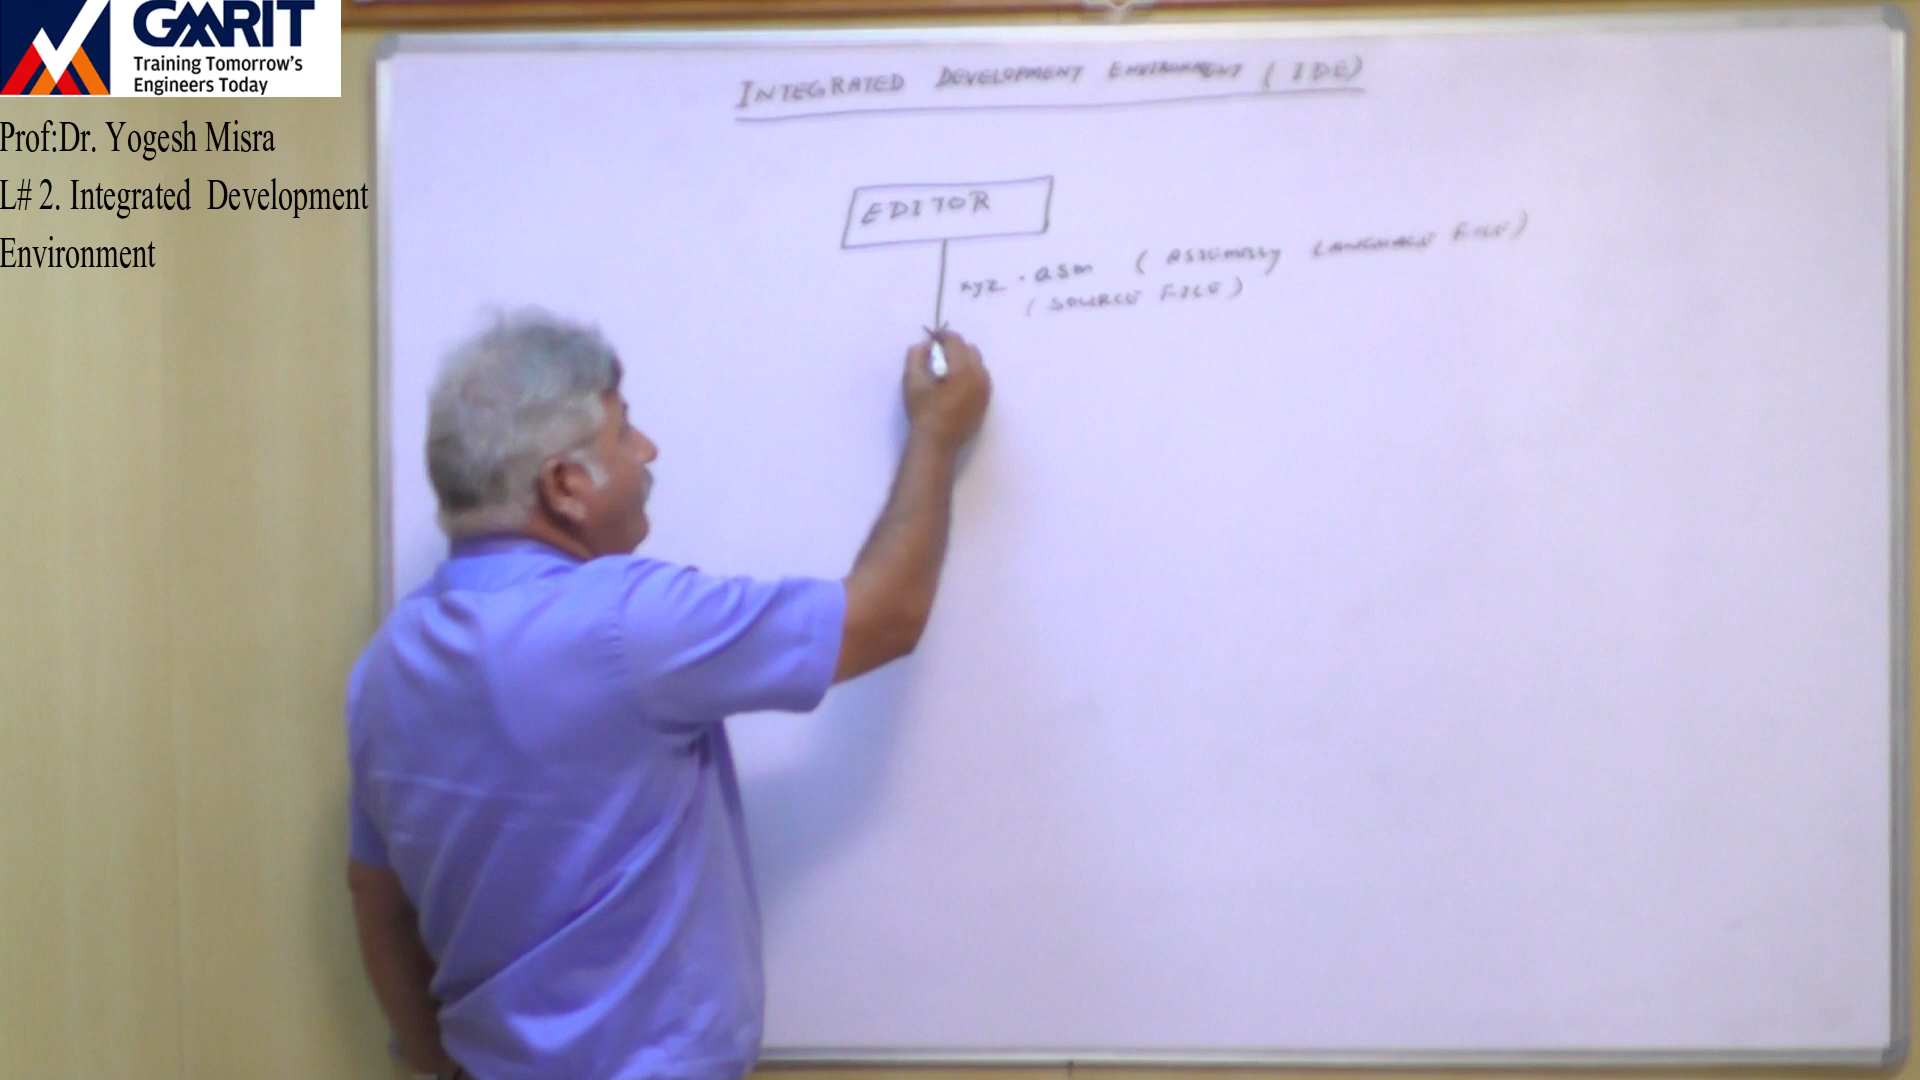 GMRIT
Training Tomorrow's
Engineers Today
Prof:Dr. Yogesh Misra
L# 2. Integrated Development
Environment
INTEGRATED DEVELOPMENT ENVIRONMENT (IDE)
EDITOR
xyz.asm (ASSEMBLY LANGUAGE FILE)
(SOURCE FILE)